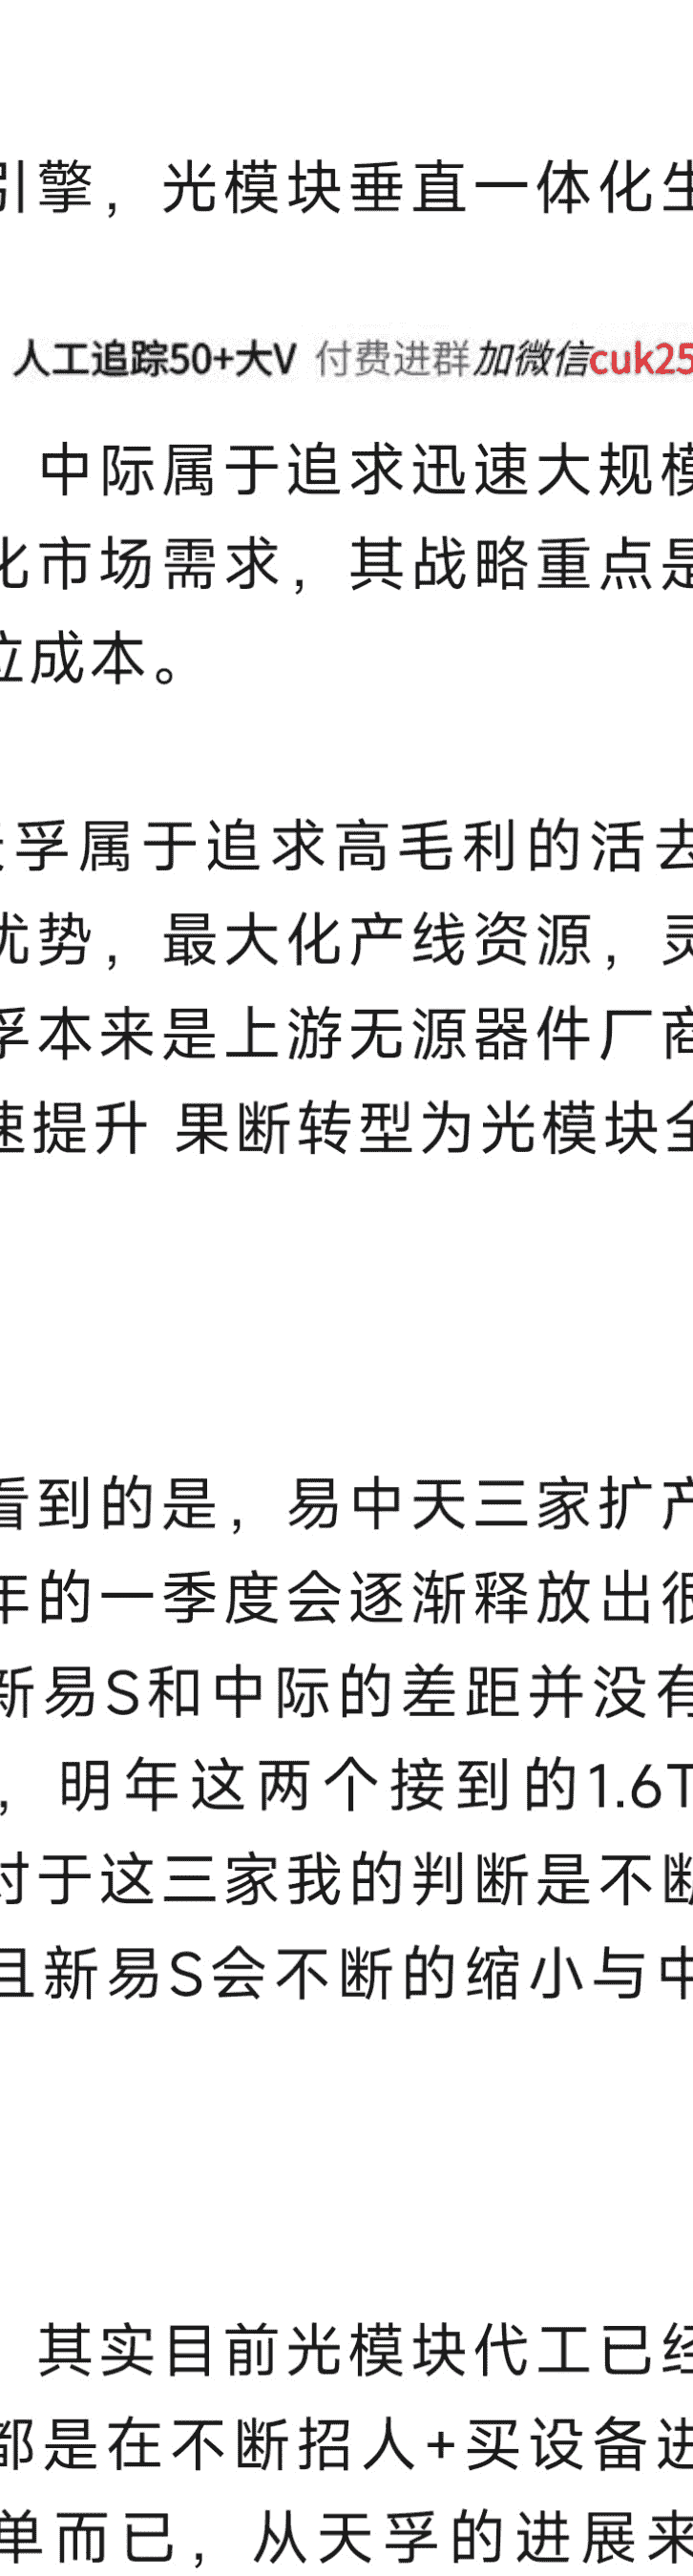 引擎，光模块垂直一体化生
人工追踪50+大V 付费进群加微信cuk25
中际属于追求迅速大规模
化市场需求，其战略重点是
位成本。
孚属于追求高毛利的活去
优势，最大化产线资源，灵
孚本来是上游无源器件厂商
速提升 果断转型为光模块全
看到的是，易中天三家扩产
年的一季度会逐渐释放出很
新易S和中际的差距并没有
，明年这两个接到的1.6T
对于这三家我的判断是不断
且新易S会不断的缩小与中
其实目前光模块代工已经
都是在不断招人+买设备进
单而已，从天孚的进展来